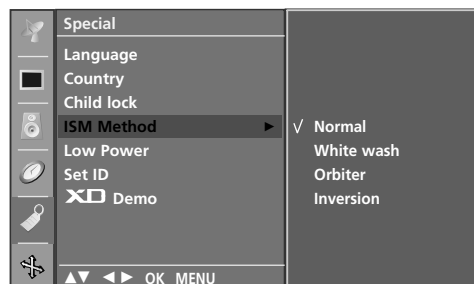 Special
Language
Country
Child lock
ISM Method ►
Low Power
Set ID
XD Demo
▲▼ ◄► OK MENU
√ Normal
White wash
Orbiter
Inversion